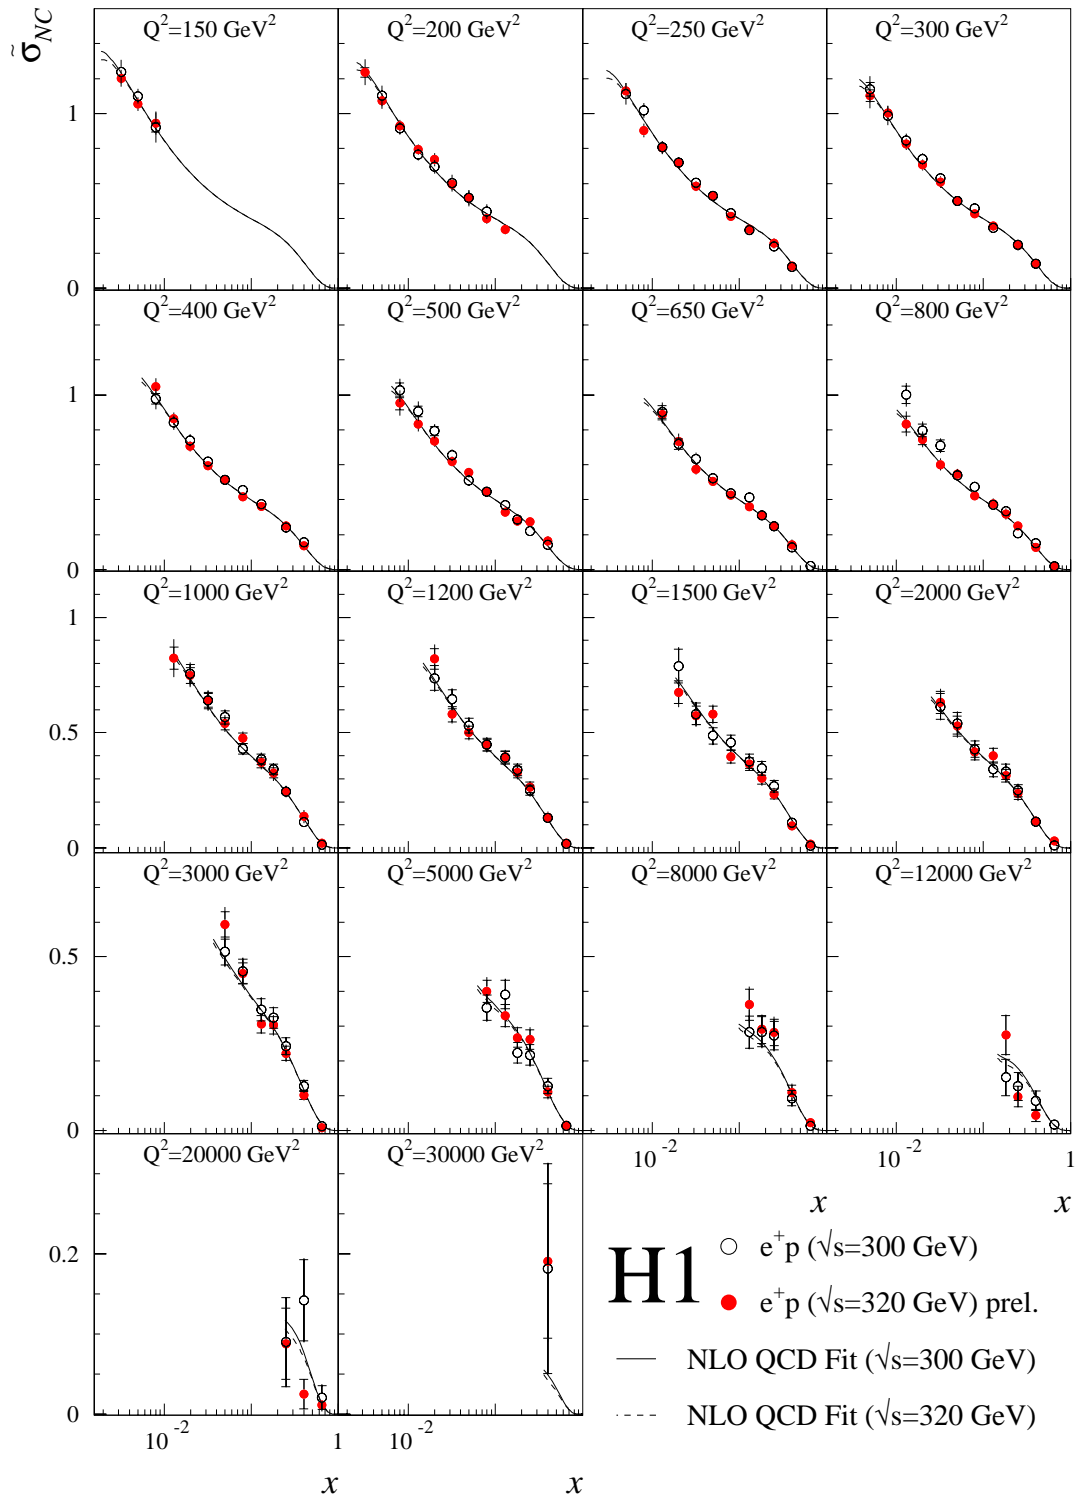 σ̃NC
Q²=150 GeV² Q²=200 GeV² Q²=250 GeV² Q²=300 GeV²
1
0
Q²=400 GeV² Q²=500 GeV² Q²=650 GeV² Q²=800 GeV²
1
0
Q²=1000 GeV² Q²=1200 GeV² Q²=1500 GeV² Q²=2000 GeV²
1
0.5
0
Q²=3000 GeV² Q²=5000 GeV² Q²=8000 GeV² Q²=12000 GeV²
0.5
0
10⁻² 10⁻² 1
x x
Q²=20000 GeV² Q²=30000 GeV²
0.2
0
10⁻² 1 10⁻²
x x
H1
e⁺p (√s=300 GeV)
e⁺p (√s=320 GeV) prel.
NLO QCD Fit (√s=300 GeV)
NLO QCD Fit (√s=320 GeV)